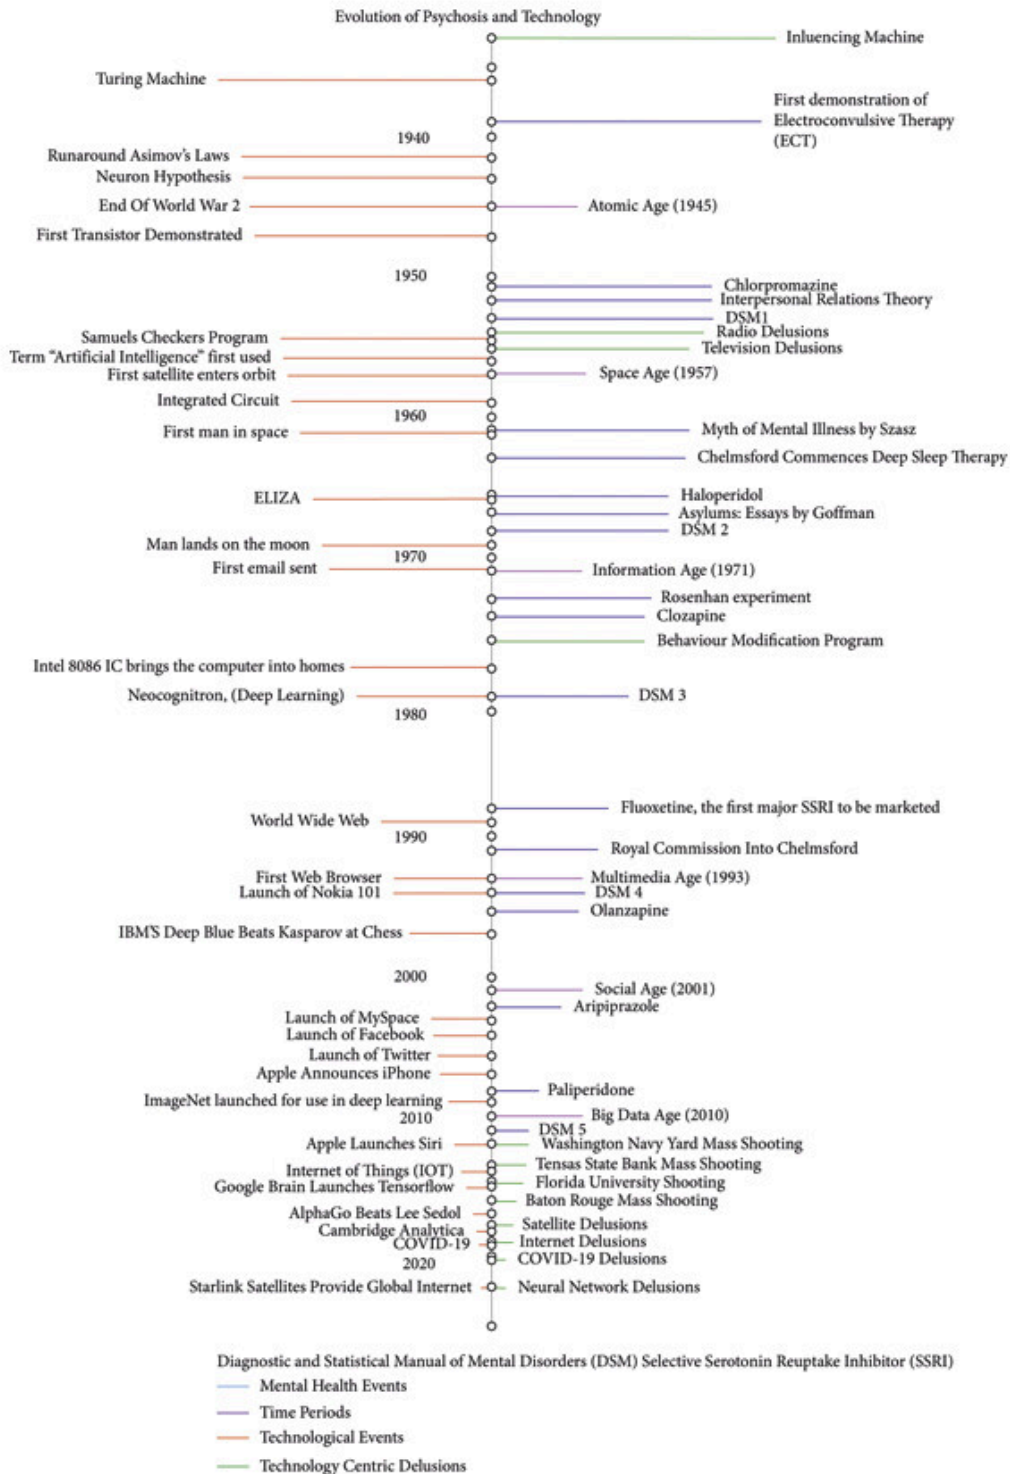 Evolution of Psychosis and Technology
Inluencing Machine
Turing Machine
First demonstration of
Electroconvulsive Therapy
(ECT)
1940
Runaround Asimov's Laws
Neuron Hypothesis
End Of World War 2
Atomic Age (1945)
First Transistor Demonstrated
1950
Chlorpromazine
Interpersonal Relations Theory
DSM1
Radio Delusions
Samuels Checkers Program
Television Delusions
Term “Artificial Intelligence” first used
First satellite enters orbit
Space Age (1957)
Integrated Circuit
1960
First man in space
Myth of Mental Illness by Szasz
Chelmsford Commences Deep Sleep Therapy
ELIZA
Haloperidol
Asylums: Essays by Goffman
DSM 2
Man lands on the moon
1970
First email sent
Information Age (1971)
Rosenhan experiment
Clozapine
Behaviour Modification Program
Intel 8086 IC brings the computer into homes
Neocognitron, (Deep Learning)
DSM 3
1980
Fluoxetine, the first major SSRI to be marketed
World Wide Web
1990
Royal Commission Into Chelmsford
First Web Browser
Multimedia Age (1993)
Launch of Nokia 101
DSM 4
Olanzapine
IBM'S Deep Blue Beats Kasparov at Chess
2000
Social Age (2001)
Aripiprazole
Launch of MySpace
Launch of Facebook
Launch of Twitter
Apple Announces iPhone
Paliperidone
ImageNet launched for use in deep learning
2010
Big Data Age (2010)
DSM 5
Apple Launches Siri
Washington Navy Yard Mass Shooting
Tensas State Bank Mass Shooting
Internet of Things (IOT)
Florida University Shooting
Google Brain Launches Tensorflow
Baton Rouge Mass Shooting
AlphaGo Beats Lee Sedol
Satellite Delusions
Cambridge Analytica
Internet Delusions
COVID-19
COVID-19 Delusions
2020
Starlink Satellites Provide Global Internet
Neural Network Delusions
Diagnostic and Statistical Manual of Mental Disorders (DSM) Selective Serotonin Reuptake Inhibitor (SSRI)
Mental Health Events
Time Periods
Technological Events
Technology Centric Delusions